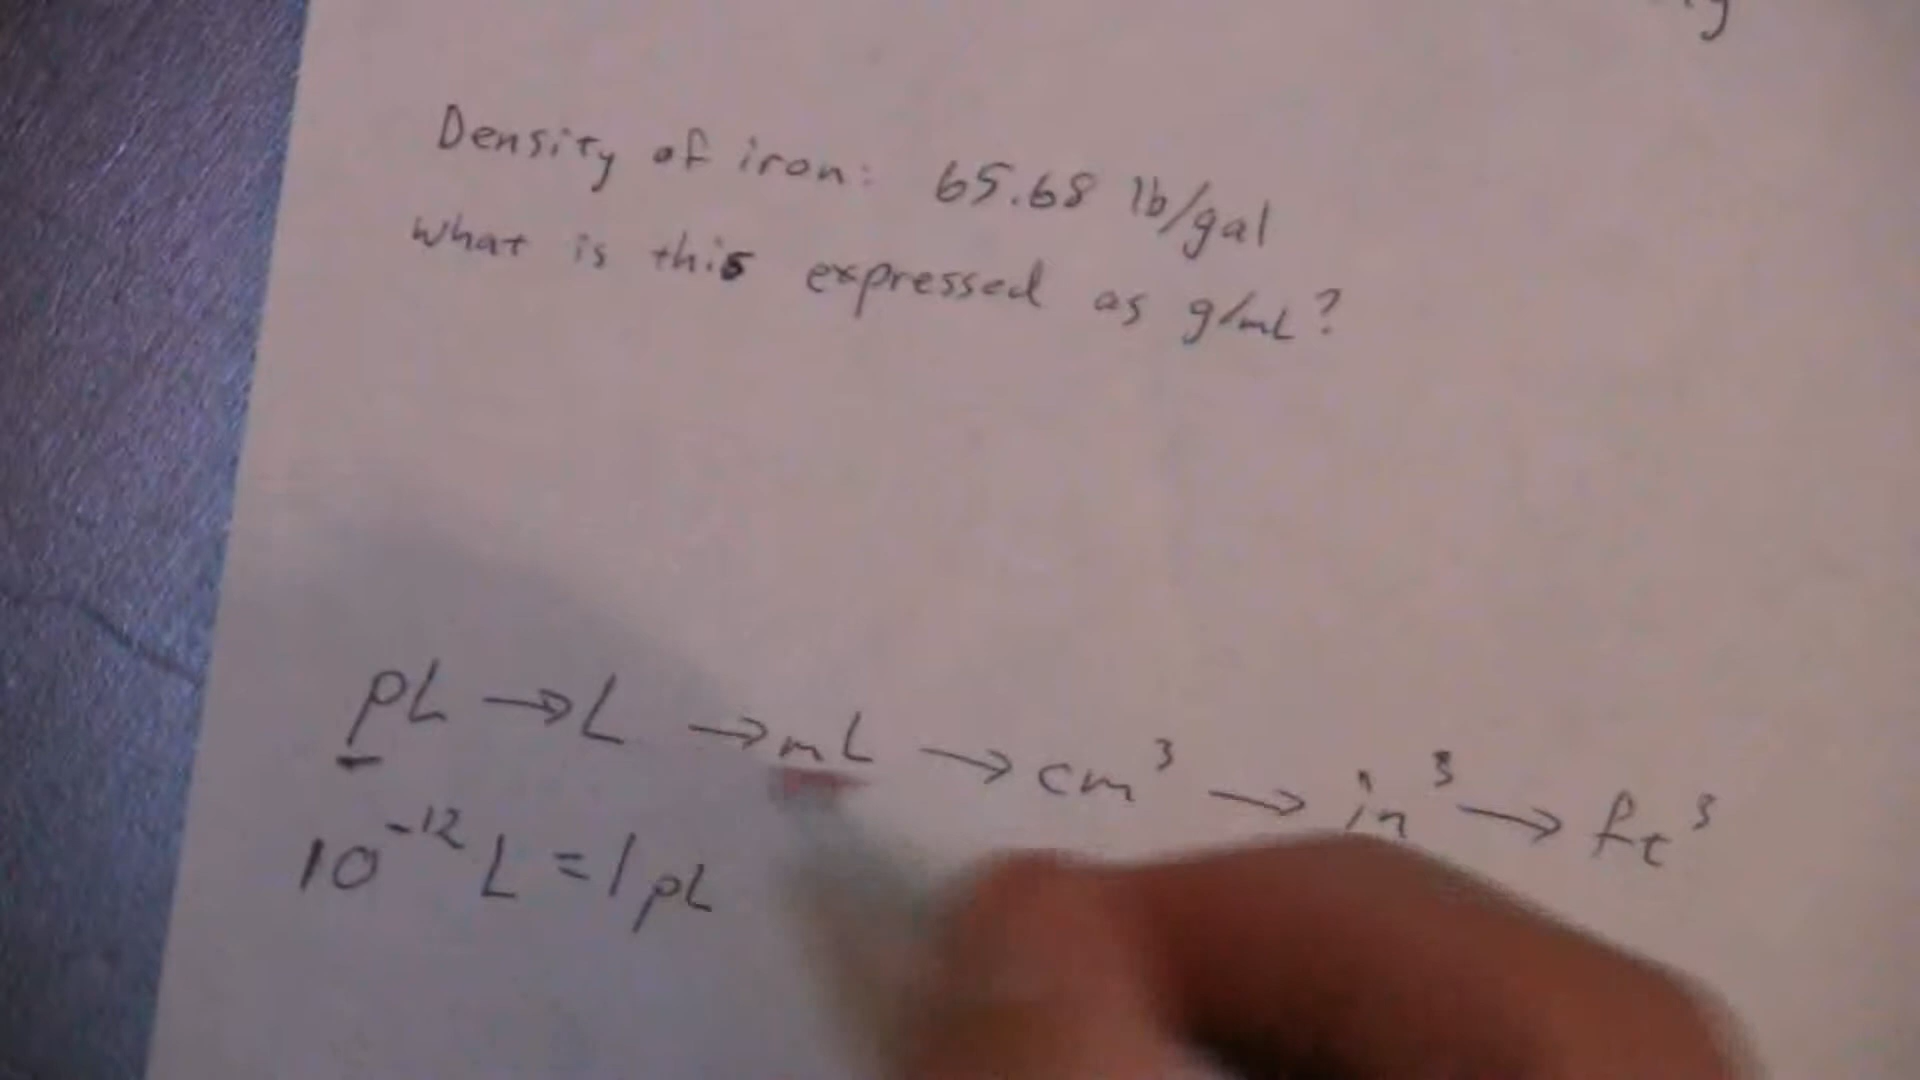 Density of iron: 65.68 lb/gal
what is this expressed as g/mL?
pL → L → mL → cm³ → in³ → ft³
10⁻¹² L = 1 pL